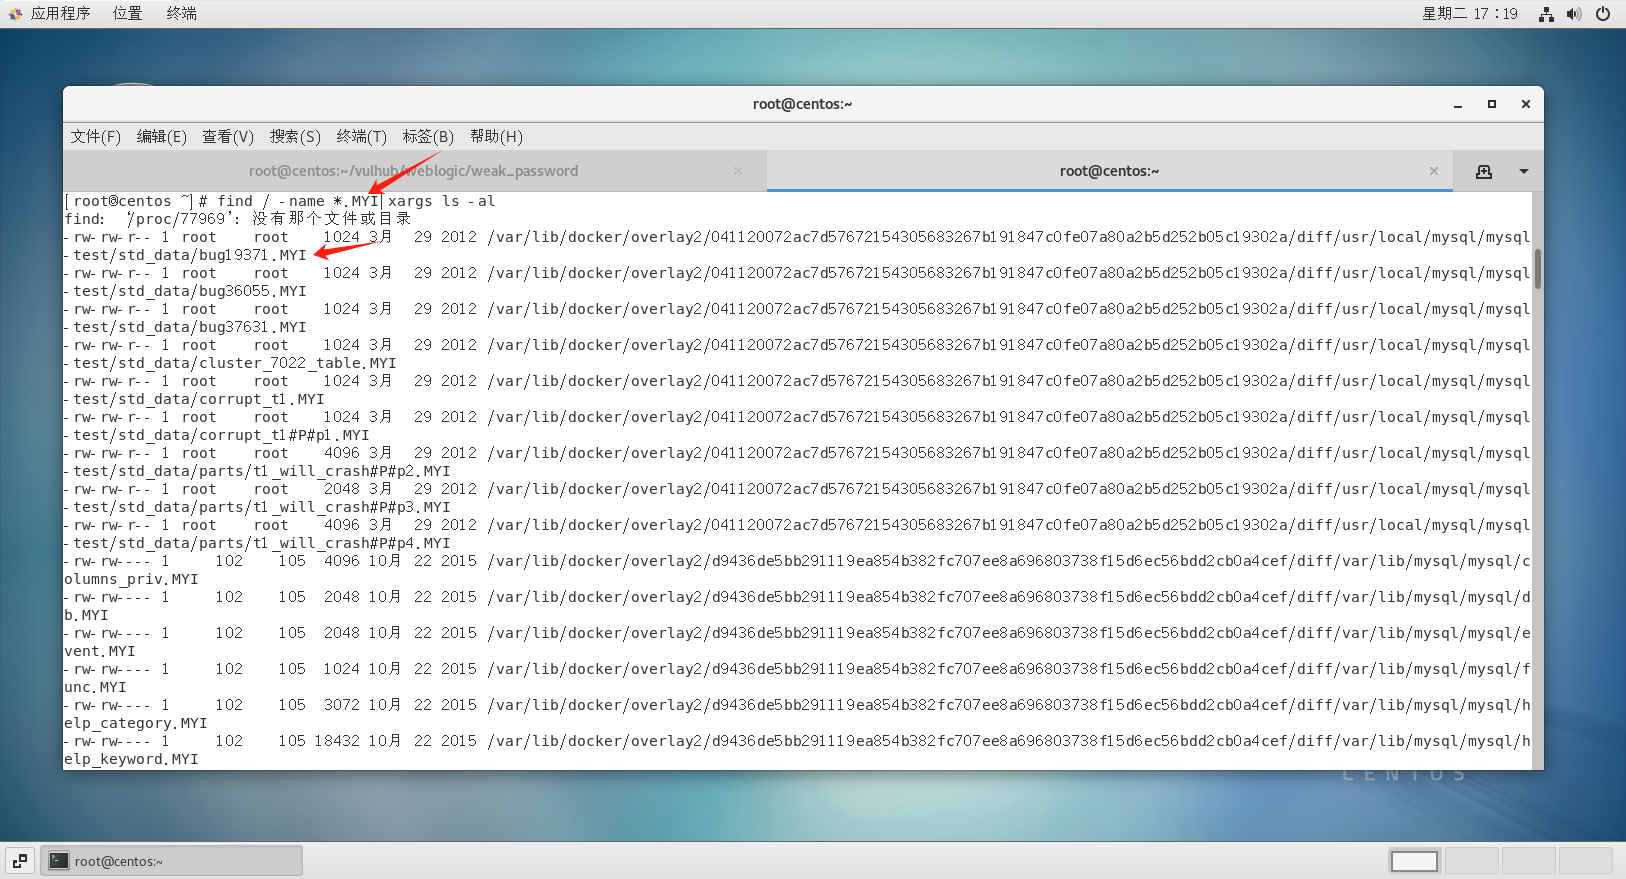 应用程序 位置 终端 星期二 17：19
root@centos:~
文件(F) 编辑(E) 查看(V) 搜索(S) 终端(T) 标签(B) 帮助(H)
root@centos:~/vulhub/weblogic/weak_password × root@centos:~ ×
[root@centos ~]# find / -name *.MYI|xargs ls -al
find: ‘/proc/77969’: 没有那个文件或目录
-rw-rw-r-- 1 root root 1024 3月 29 2012 /var/lib/docker/overlay2/041120072ac7d57672154305683267b191847c0fe07a80a2b5d252b05c19302a/diff/usr/local/mysql/mysql
-test/std_data/bug19371.MYI
-rw-rw-r-- 1 root root 1024 3月 29 2012 /var/lib/docker/overlay2/041120072ac7d57672154305683267b191847c0fe07a80a2b5d252b05c19302a/diff/usr/local/mysql/mysql
-test/std_data/bug36055.MYI
-rw-rw-r-- 1 root root 1024 3月 29 2012 /var/lib/docker/overlay2/041120072ac7d57672154305683267b191847c0fe07a80a2b5d252b05c19302a/diff/usr/local/mysql/mysql
-test/std_data/bug37631.MYI
-rw-rw-r-- 1 root root 1024 3月 29 2012 /var/lib/docker/overlay2/041120072ac7d57672154305683267b191847c0fe07a80a2b5d252b05c19302a/diff/usr/local/mysql/mysql
-test/std_data/cluster_7022_table.MYI
-rw-rw-r-- 1 root root 1024 3月 29 2012 /var/lib/docker/overlay2/041120072ac7d57672154305683267b191847c0fe07a80a2b5d252b05c19302a/diff/usr/local/mysql/mysql
-test/std_data/corrupt_t1.MYI
-rw-rw-r-- 1 root root 1024 3月 29 2012 /var/lib/docker/overlay2/041120072ac7d57672154305683267b191847c0fe07a80a2b5d252b05c19302a/diff/usr/local/mysql/mysql
-test/std_data/corrupt_t1#P#p1.MYI
-rw-rw-r-- 1 root root 4096 3月 29 2012 /var/lib/docker/overlay2/041120072ac7d57672154305683267b191847c0fe07a80a2b5d252b05c19302a/diff/usr/local/mysql/mysql
-test/std_data/parts/t1_will_crash#P#p2.MYI
-rw-rw-r-- 1 root root 2048 3月 29 2012 /var/lib/docker/overlay2/041120072ac7d57672154305683267b191847c0fe07a80a2b5d252b05c19302a/diff/usr/local/mysql/mysql
-test/std_data/parts/t1_will_crash#P#p3.MYI
-rw-rw-r-- 1 root root 4096 3月 29 2012 /var/lib/docker/overlay2/041120072ac7d57672154305683267b191847c0fe07a80a2b5d252b05c19302a/diff/usr/local/mysql/mysql
-test/std_data/parts/t1_will_crash#P#p4.MYI
-rw-rw---- 1 102 105 4096 10月 22 2015 /var/lib/docker/overlay2/d9436de5bb291119ea854b382fc707ee8a696803738f15d6ec56bdd2cb0a4cef/diff/var/lib/mysql/mysql/c
olumns_priv.MYI
-rw-rw---- 1 102 105 2048 10月 22 2015 /var/lib/docker/overlay2/d9436de5bb291119ea854b382fc707ee8a696803738f15d6ec56bdd2cb0a4cef/diff/var/lib/mysql/mysql/d
b.MYI
-rw-rw---- 1 102 105 2048 10月 22 2015 /var/lib/docker/overlay2/d9436de5bb291119ea854b382fc707ee8a696803738f15d6ec56bdd2cb0a4cef/diff/var/lib/mysql/mysql/e
vent.MYI
-rw-rw---- 1 102 105 1024 10月 22 2015 /var/lib/docker/overlay2/d9436de5bb291119ea854b382fc707ee8a696803738f15d6ec56bdd2cb0a4cef/diff/var/lib/mysql/mysql/f
unc.MYI
-rw-rw---- 1 102 105 3072 10月 22 2015 /var/lib/docker/overlay2/d9436de5bb291119ea854b382fc707ee8a696803738f15d6ec56bdd2cb0a4cef/diff/var/lib/mysql/mysql/h
elp_category.MYI
-rw-rw---- 1 102 105 18432 10月 22 2015 /var/lib/docker/overlay2/d9436de5bb291119ea854b382fc707ee8a696803738f15d6ec56bdd2cb0a4cef/diff/var/lib/mysql/mysql/h
elp_keyword.MYI
CENTOS
root@centos:~